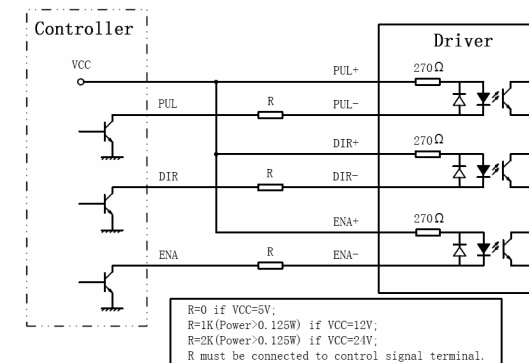 Controller
Driver
VCC
PUL+
270Ω
PUL
R
PUL-
DIR+
270Ω
DIR
R
DIR-
ENA+
270Ω
ENA
R
ENA-
R=0 if VCC=5V;
R=1K(Power>0.125W) if VCC=12V;
R=2K(Power>0.125W) if VCC=24V;
R must be connected to control signal terminal.